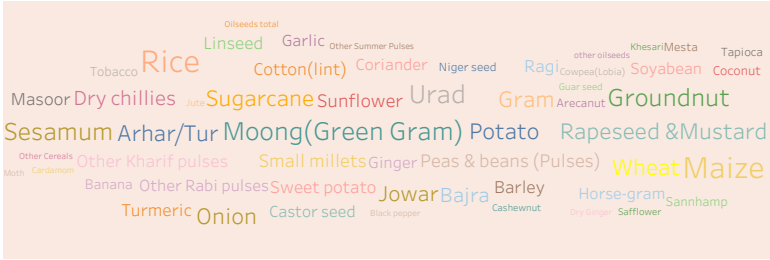 Oilseeds total
Linseed Garlic Other Summer Pulses Khesari Mesta
Tobacco Rice Cotton(lint) Coriander Niger seed Ragi other oilseeds Cowpea(Lobia) Soyabean Tapioca Coconut
Masoor Dry chillies Jute Sugarcane Sunflower Urad Gram Guar seed Arecanut Groundnut
Sesamum Arhar/Tur Moong(Green Gram) Potato Rapeseed &Mustard
Other Cereals Moth Cardamom Other Kharif pulses Small millets Ginger Peas & beans (Pulses) Wheat Maize
Banana Other Rabi pulses Sweet potato Jowar Bajra Barley Horse-gram Sannhamp
Turmeric Onion Castor seed Black pepper Cashewnut Dry Ginger Safflower